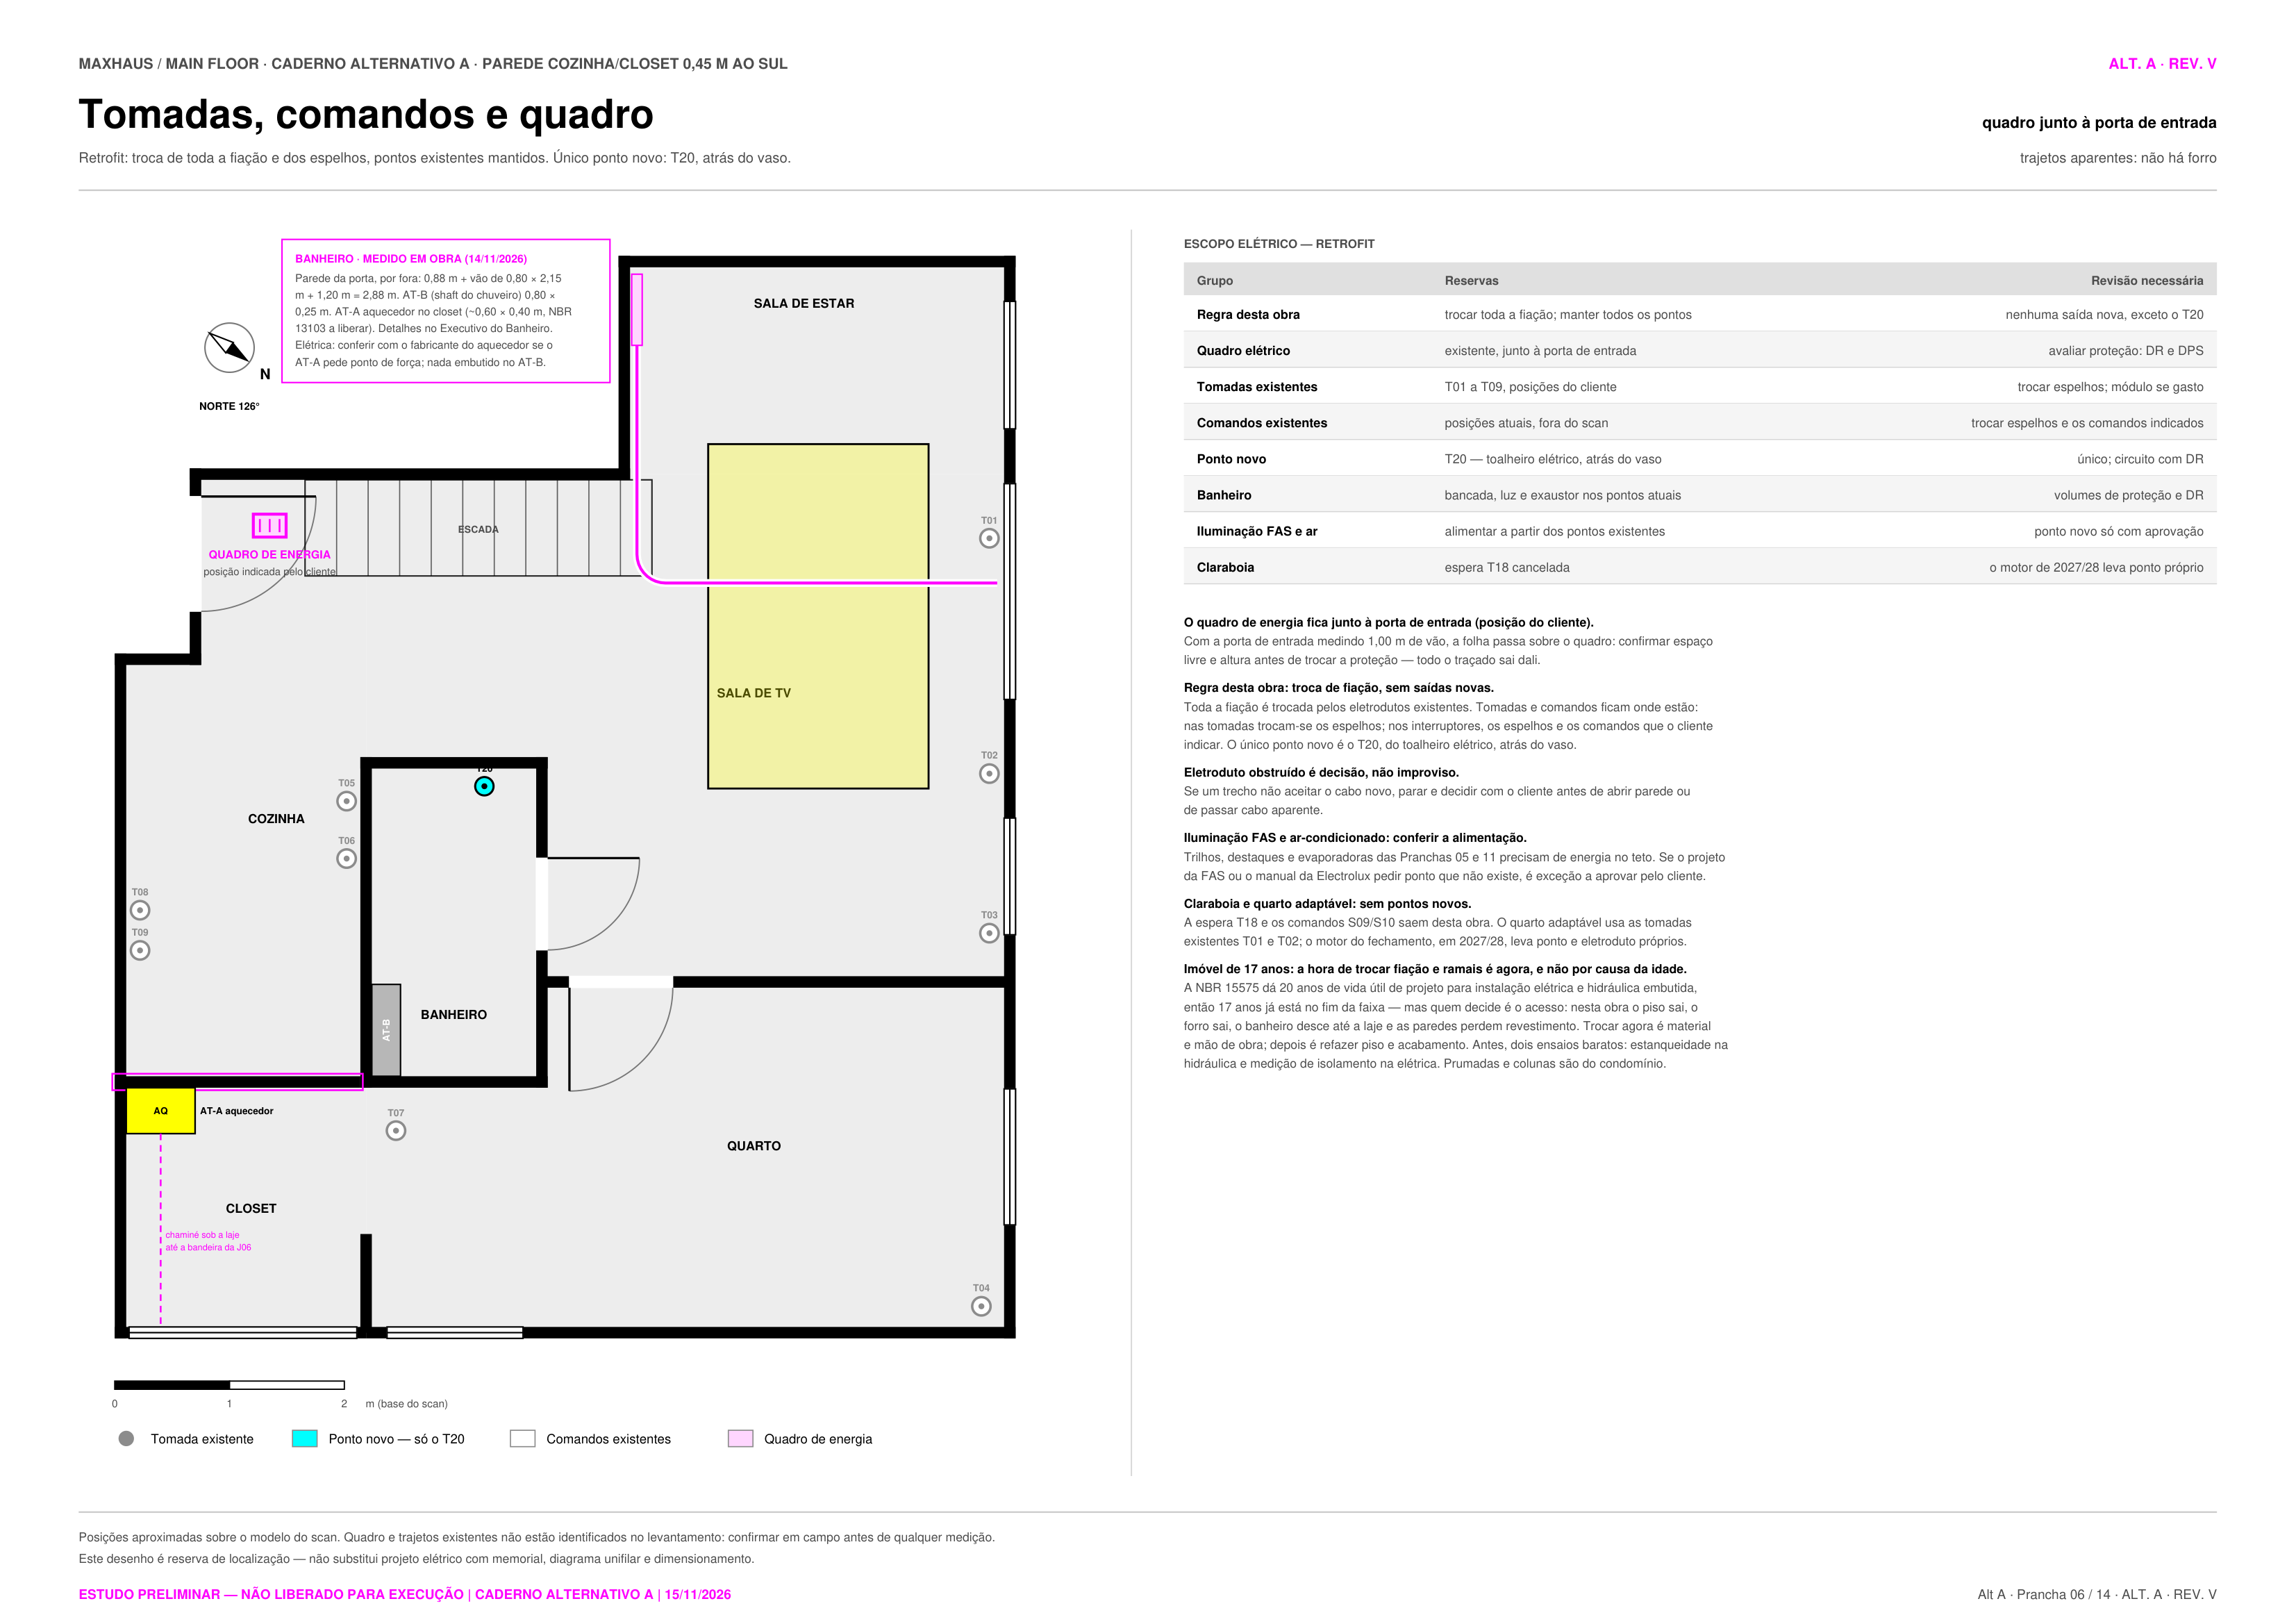 MAXHAUS / MAIN FLOOR · CADERNO ALTERNATIVO A · PAREDE COZINHA/CLOSET 0,45 M AO SUL
ALT. A · REV. V
Tomadas, comandos e quadro
quadro junto à porta de entrada
Retrofit: troca de toda a fiação e dos espelhos, pontos existentes mantidos. Único ponto novo: T20, atrás do vaso.
trajetos aparentes: não há forro
BANHEIRO · MEDIDO EM OBRA (14/11/2026)
Parede da porta, por fora: 0,88 m + vão de 0,80 × 2,15
m + 1,20 m = 2,88 m. AT-B (shaft do chuveiro) 0,80 ×
0,25 m. AT-A aquecedor no closet (~0,60 × 0,40 m, NBR
13103 a liberar). Detalhes no Executivo do Banheiro.
Elétrica: conferir com o fabricante do aquecedor se o
AT-A pede ponto de força; nada embutido no AT-B.
N
NORTE 126°
SALA DE ESTAR
ESCADA
QUADRO DE ENERGIA
posição indicada pelo cliente
T01
SALA DE TV
T02
T20
T05
COZINHA
T06
T08
T09
T03
AT-B
BANHEIRO
AQ
AT-A aquecedor
T07
QUARTO
CLOSET
chaminé sob a laje
até a bandeira da J06
T04
0
1
2
m (base do scan)
Tomada existente
Ponto novo — só o T20
Comandos existentes
Quadro de energia
ESCOPO ELÉTRICO — RETROFIT
Grupo Reservas Revisão necessária
Regra desta obra trocar toda a fiação; manter todos os pontos nenhuma saída nova, exceto o T20
Quadro elétrico existente, junto à porta de entrada avaliar proteção: DR e DPS
Tomadas existentes T01 a T09, posições do cliente trocar espelhos; módulo se gasto
Comandos existentes posições atuais, fora do scan trocar espelhos e os comandos indicados
Ponto novo T20 — toalheiro elétrico, atrás do vaso único; circuito com DR
Banheiro bancada, luz e exaustor nos pontos atuais volumes de proteção e DR
Iluminação FAS e ar alimentar a partir dos pontos existentes ponto novo só com aprovação
Claraboia espera T18 cancelada o motor de 2027/28 leva ponto próprio
O quadro de energia fica junto à porta de entrada (posição do cliente).
Com a porta de entrada medindo 1,00 m de vão, a folha passa sobre o quadro: confirmar espaço
livre e altura antes de trocar a proteção — todo o traçado sai dali.
Regra desta obra: troca de fiação, sem saídas novas.
Toda a fiação é trocada pelos eletrodutos existentes. Tomadas e comandos ficam onde estão:
nas tomadas trocam-se os espelhos; nos interruptores, os espelhos e os comandos que o cliente
indicar. O único ponto novo é o T20, do toalheiro elétrico, atrás do vaso.
Eletroduto obstruído é decisão, não improviso.
Se um trecho não aceitar o cabo novo, parar e decidir com o cliente antes de abrir parede ou
de passar cabo aparente.
Iluminação FAS e ar-condicionado: conferir a alimentação.
Trilhos, destaques e evaporadoras das Pranchas 05 e 11 precisam de energia no teto. Se o projeto
da FAS ou o manual da Electrolux pedir ponto que não existe, é exceção a aprovar pelo cliente.
Claraboia e quarto adaptável: sem pontos novos.
A espera T18 e os comandos S09/S10 saem desta obra. O quarto adaptável usa as tomadas
existentes T01 e T02; o motor do fechamento, em 2027/28, leva ponto e eletroduto próprios.
Imóvel de 17 anos: a hora de trocar fiação e ramais é agora, e não por causa da idade.
A NBR 15575 dá 20 anos de vida útil de projeto para instalação elétrica e hidráulica embutida,
então 17 anos já está no fim da faixa — mas quem decide é o acesso: nesta obra o piso sai, o
forro sai, o banheiro desce até a laje e as paredes perdem revestimento. Trocar agora é material
e mão de obra; depois é refazer piso e acabamento. Antes, dois ensaios baratos: estanqueidade na
hidráulica e medição de isolamento na elétrica. Prumadas e colunas são do condomínio.
Posições aproximadas sobre o modelo do scan. Quadro e trajetos existentes não estão identificados no levantamento: confirmar em campo antes de qualquer medição.
Este desenho é reserva de localização — não substitui projeto elétrico com memorial, diagrama unifilar e dimensionamento.
ESTUDO PRELIMINAR — NÃO LIBERADO PARA EXECUÇÃO | CADERNO ALTERNATIVO A | 15/11/2026
Alt A · Prancha 06 / 14 · ALT. A · REV. V